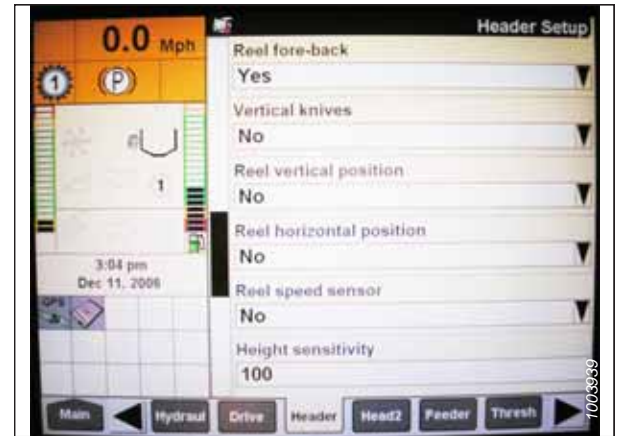 0.0 Mph
Header Setup
1
(P)
Reel fore-back
Yes
Vertical knives
No
Reel vertical position
No
1
Reel horizontal position
No
3:04 pm
Dec 11, 2006
Reel speed sensor
No
GPS
Height sensitivity
100
Main
Hydraul
Drive
Header
Head2
Feeder
Thresh
1003939